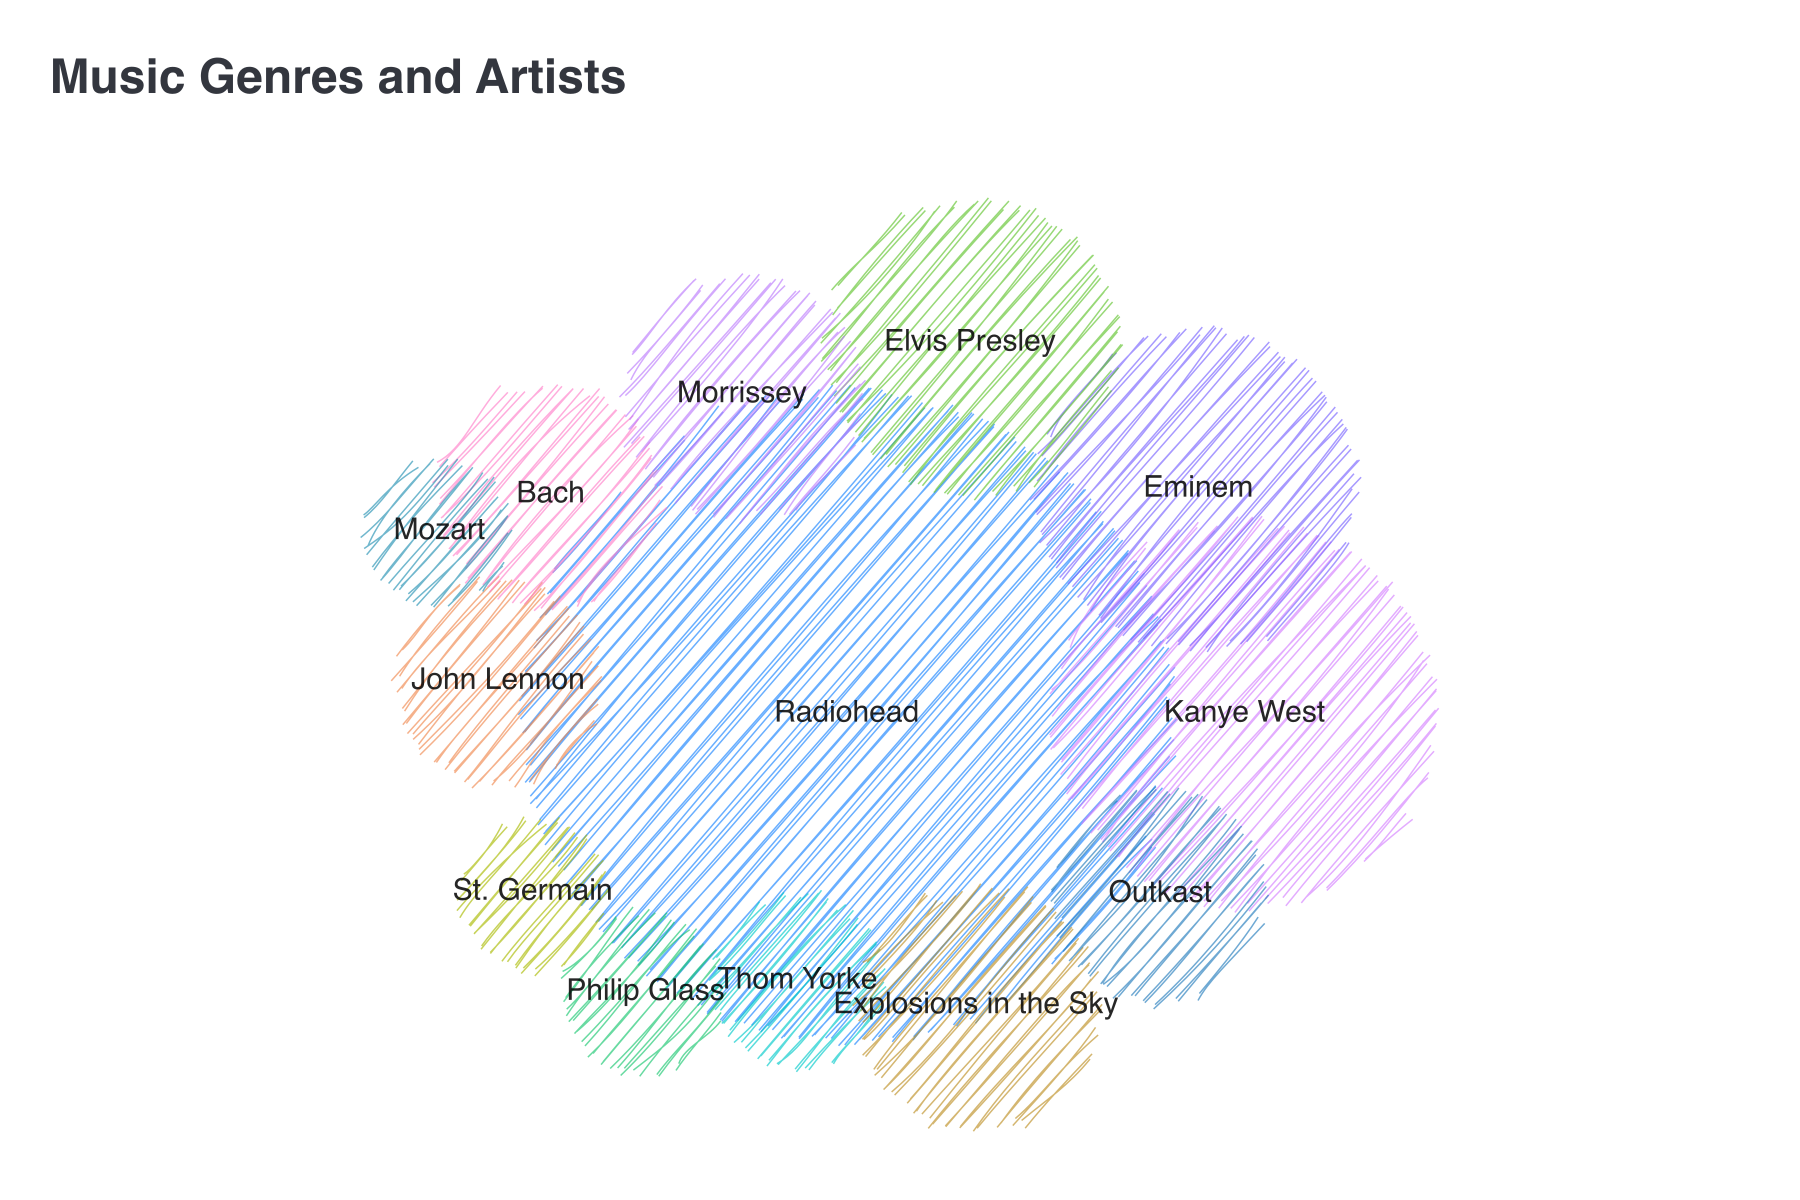 Music Genres and Artists
Elvis Presley
Morrissey
Eminem
Bach
Mozart
John Lennon
Radiohead
Kanye West
St. Germain
Outkast
Philip Glass
Thom Yorke
Explosions in the Sky